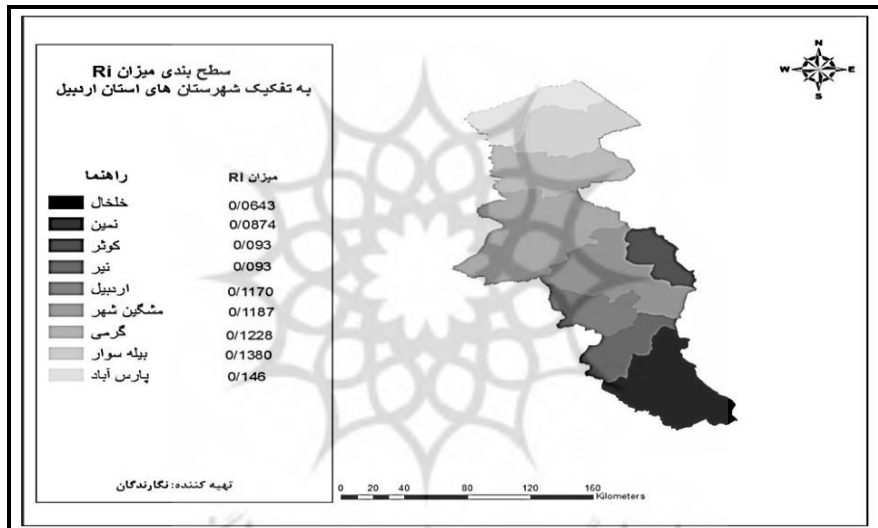 سطح بندی میزان Ri
به تفکیک شهرستان های استان اردبیل
راهنما میزان RI
خلخال 0/0643
نمین 0/0874
کوثر 0/093
نیر 0/093
اردبیل 0/1170
مشگین شهر 0/1187
گرمی 0/1228
بیله سوار 0/1380
پارس آباد 0/146
تهیه کننده: نگارندگان
N
W E
S
0 20 40 80 120 160
Kilometers